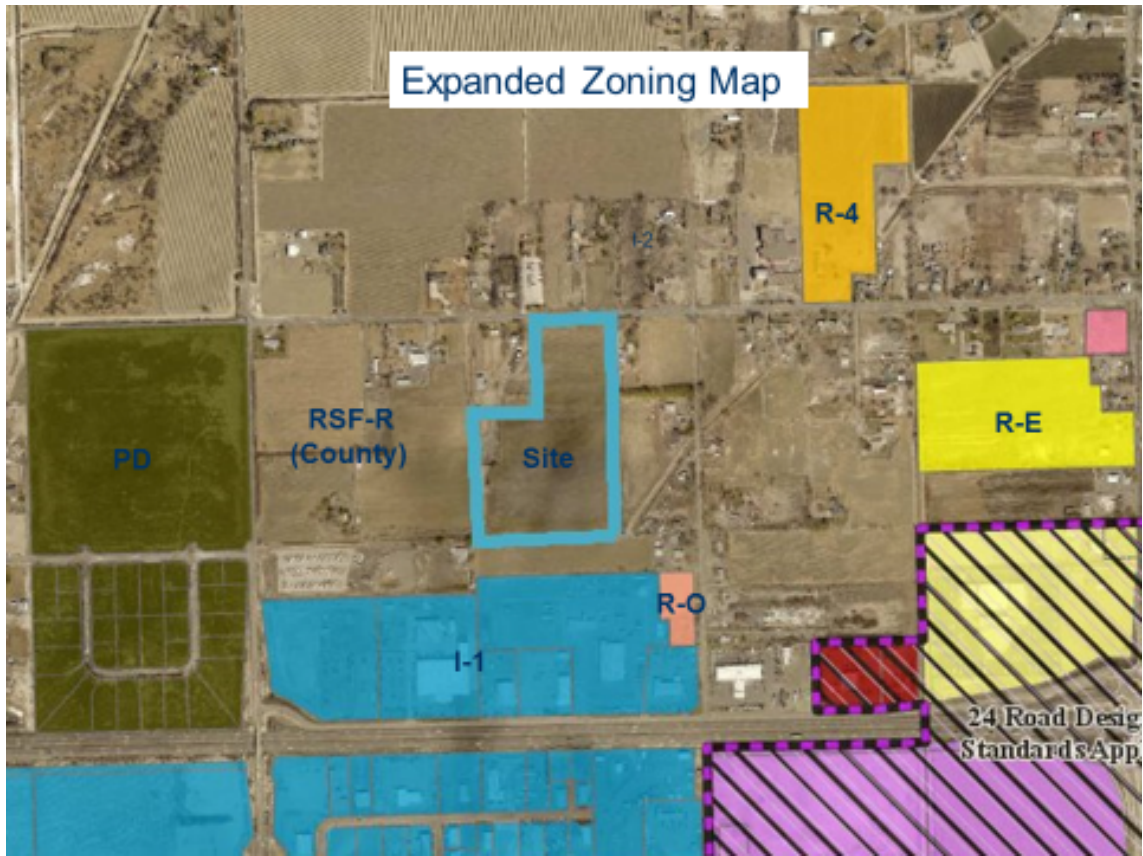 Expanded Zoning Map
R-4
I-2
RSF-R
(County)
R-E
PD
Site
R-O
I-1
24 Road Desig
Standards App